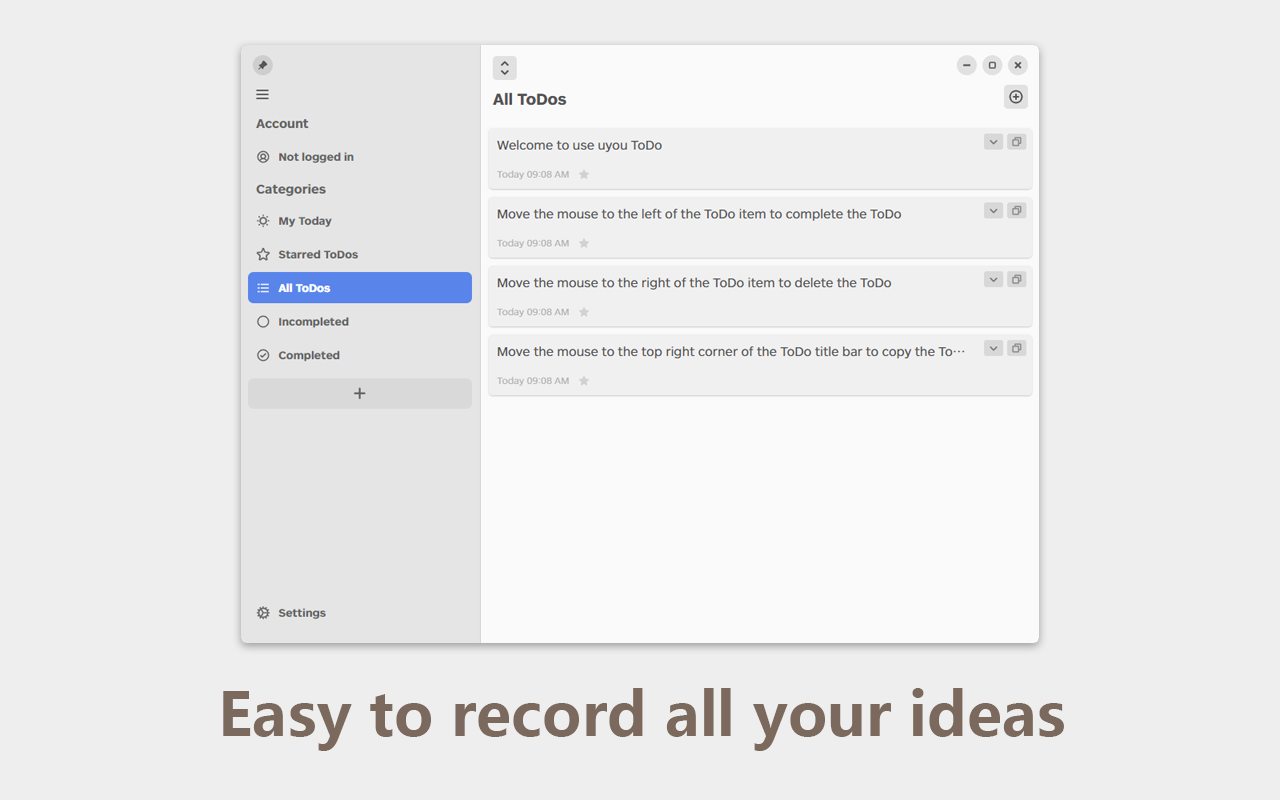 Account
Not logged in
Categories
My Today
Starred ToDos
All ToDos
Incompleted
Completed
Settings
All ToDos
Welcome to use uyou ToDo
Today 09:08 AM
Move the mouse to the left of the ToDo item to complete the ToDo
Today 09:08 AM
Move the mouse to the right of the ToDo item to delete the ToDo
Today 09:08 AM
Move the mouse to the top right corner of the ToDo title bar to copy the To···
Today 09:08 AM
Easy to record all your ideas